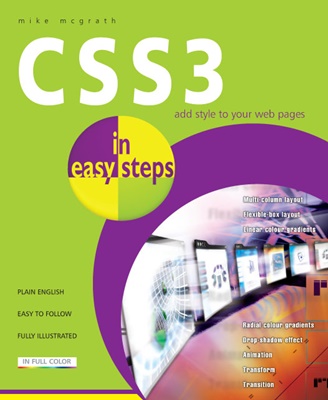 mike mcgrath
CSS3
add style to your web pages
in
easy steps
Multi column layout
Flexible box layout
Linear colour gradients
PLAIN ENGLISH
EASY TO FOLLOW
FULLY ILLUSTRATED
IN FULL COLOR
Radial colour gradients
Drop shadow effect
Animation
Transform
Transition